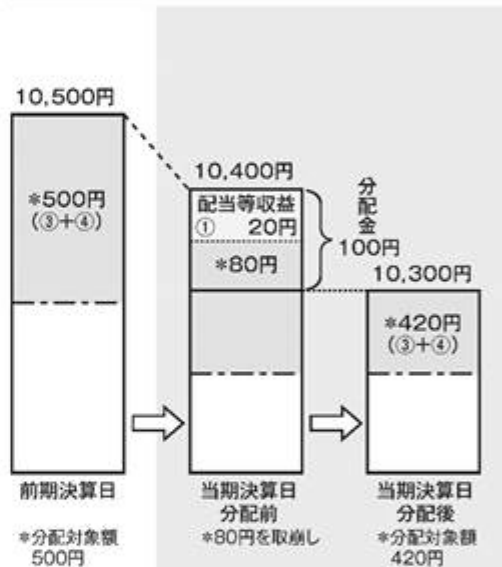 10,500円
*500円
(③+④)
前期決算日
*分配対象額
500円
10,400円
配当等収益
① 20円
*80円
分配金
100円
当期決算日
分配前
*80円を取崩し
10,300円
*420円
(③+④)
当期決算日
分配後
*分配対象額
420円